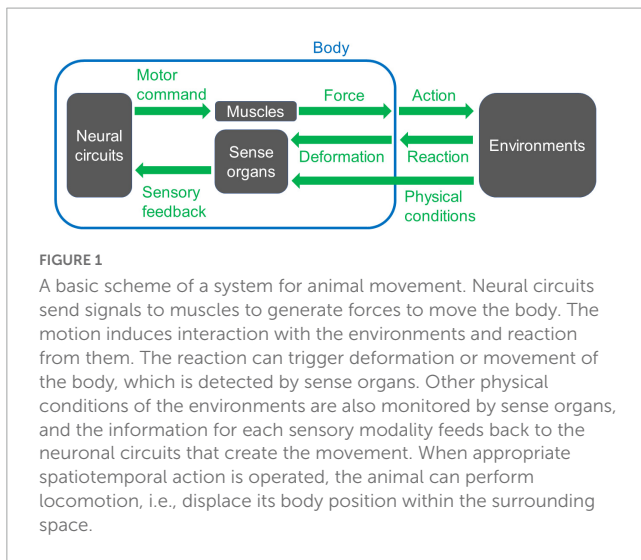 Body
Motor
command
Muscles
Force
Action
Neural
circuits
Sense
organs
Deformation
Reaction
Environments
Sensory
feedback
Physical
conditions
FIGURE 1
A basic scheme of a system for animal movement. Neural circuits
send signals to muscles to generate forces to move the body. The
motion induces interaction with the environments and reaction
from them. The reaction can trigger deformation or movement of
the body, which is detected by sense organs. Other physical
conditions of the environments are also monitored by sense organs,
and the information for each sensory modality feeds back to the
neuronal circuits that create the movement. When appropriate
spatiotemporal action is operated, the animal can perform
locomotion, i.e., displace its body position within the surrounding
space.